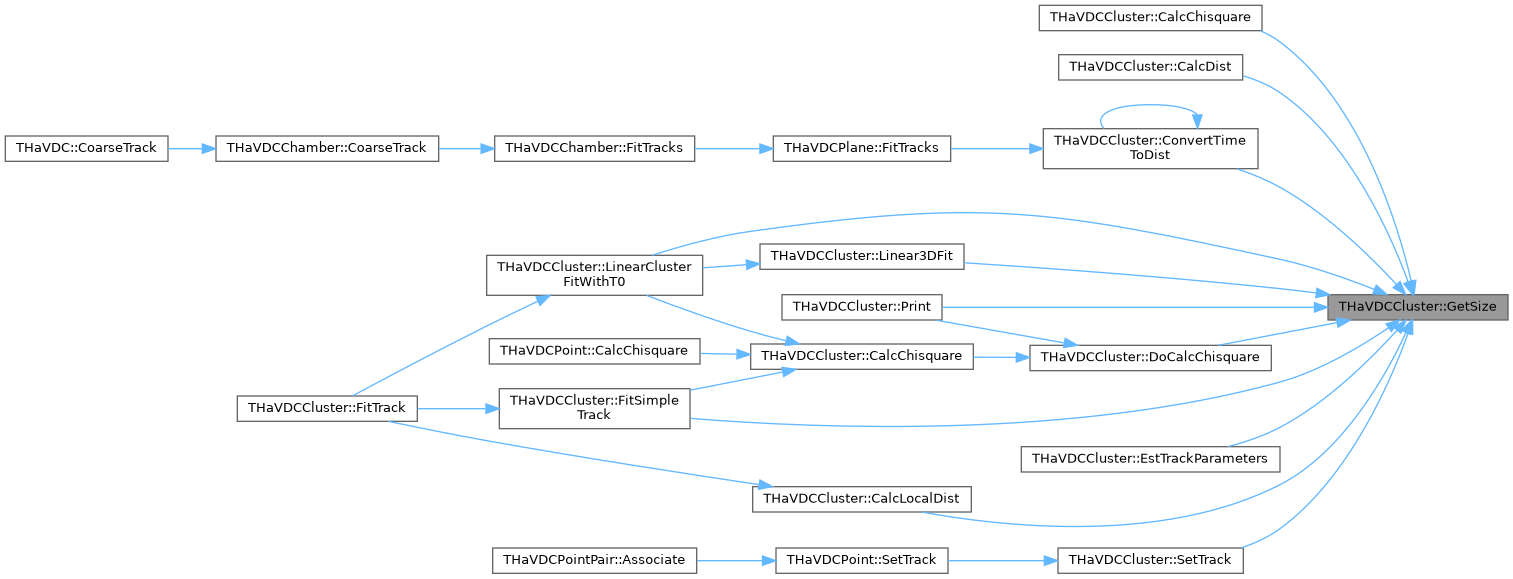 THaVDCCluster::CalcChisquare
THaVDCCluster::CalcDist
THaVDC::CoarseTrack
THaVDCChamber::CoarseTrack
THaVDCChamber::FitTracks
THaVDCPlane::FitTracks
THaVDCCluster::ConvertTime
ToDist
THaVDCCluster::LinearCluster
FitWithT0
THaVDCCluster::Linear3DFit
THaVDCCluster::Print
THaVDCCluster::GetSize
THaVDCPoint::CalcChisquare
THaVDCCluster::CalcChisquare
THaVDCCluster::DoCalcChisquare
THaVDCCluster::FitTrack
THaVDCCluster::FitSimple
Track
THaVDCCluster::EstTrackParameters
THaVDCCluster::CalcLocalDist
THaVDCPointPair::Associate
THaVDCPoint::SetTrack
THaVDCCluster::SetTrack